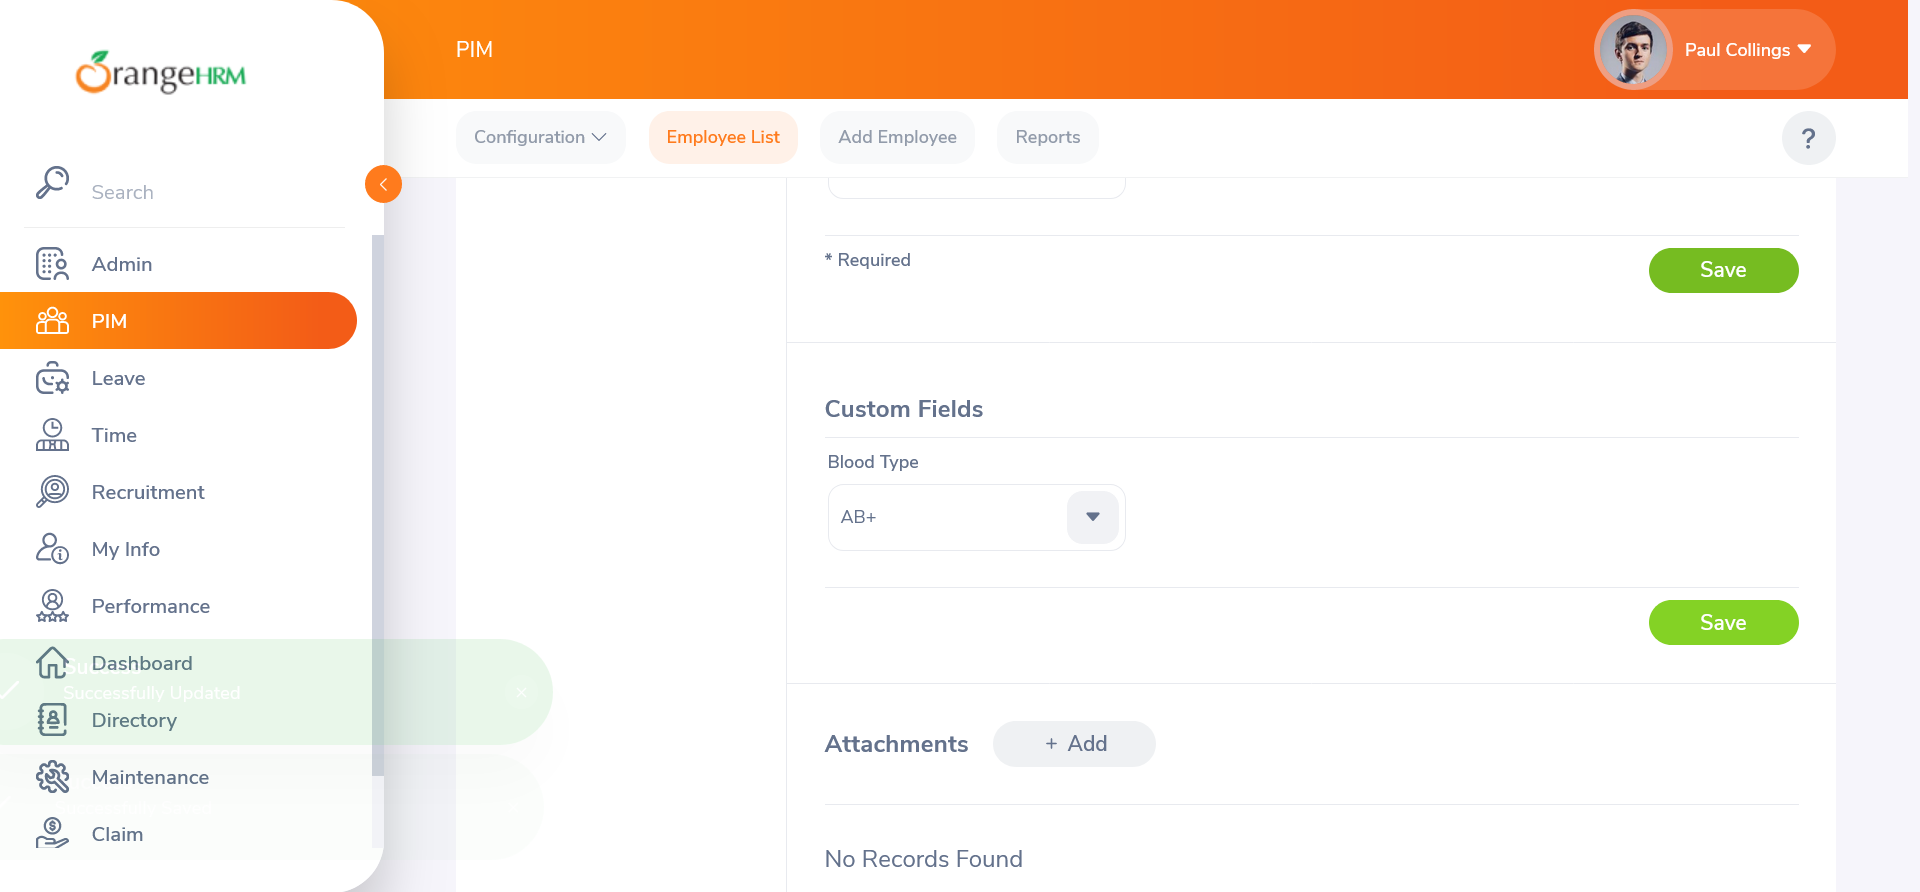 OrangeHRM
PIM
Paul Collings
Configuration
Employee List
Add Employee
Reports
?
Search
Admin
PIM
Leave
Time
Recruitment
My Info
Performance
Dashboard
Successfully Updated
Directory
Maintenance
Claim
* Required
Save
Custom Fields
Blood Type
AB+
Save
Attachments
+ Add
No Records Found